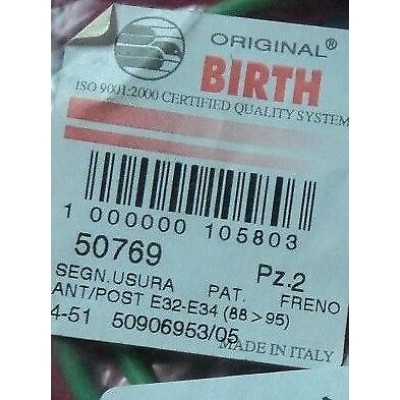 ORIGINAL®
BIRTH
ISO 9001:2000 CERTIFIED QUALITY SYSTEM
1 000000 105803
50769 Pz.2
SEGN.USURA PAT. FRENO
ANT/POST E32-E34 (88>95)
4-51 50906953/05
MADE IN ITALY